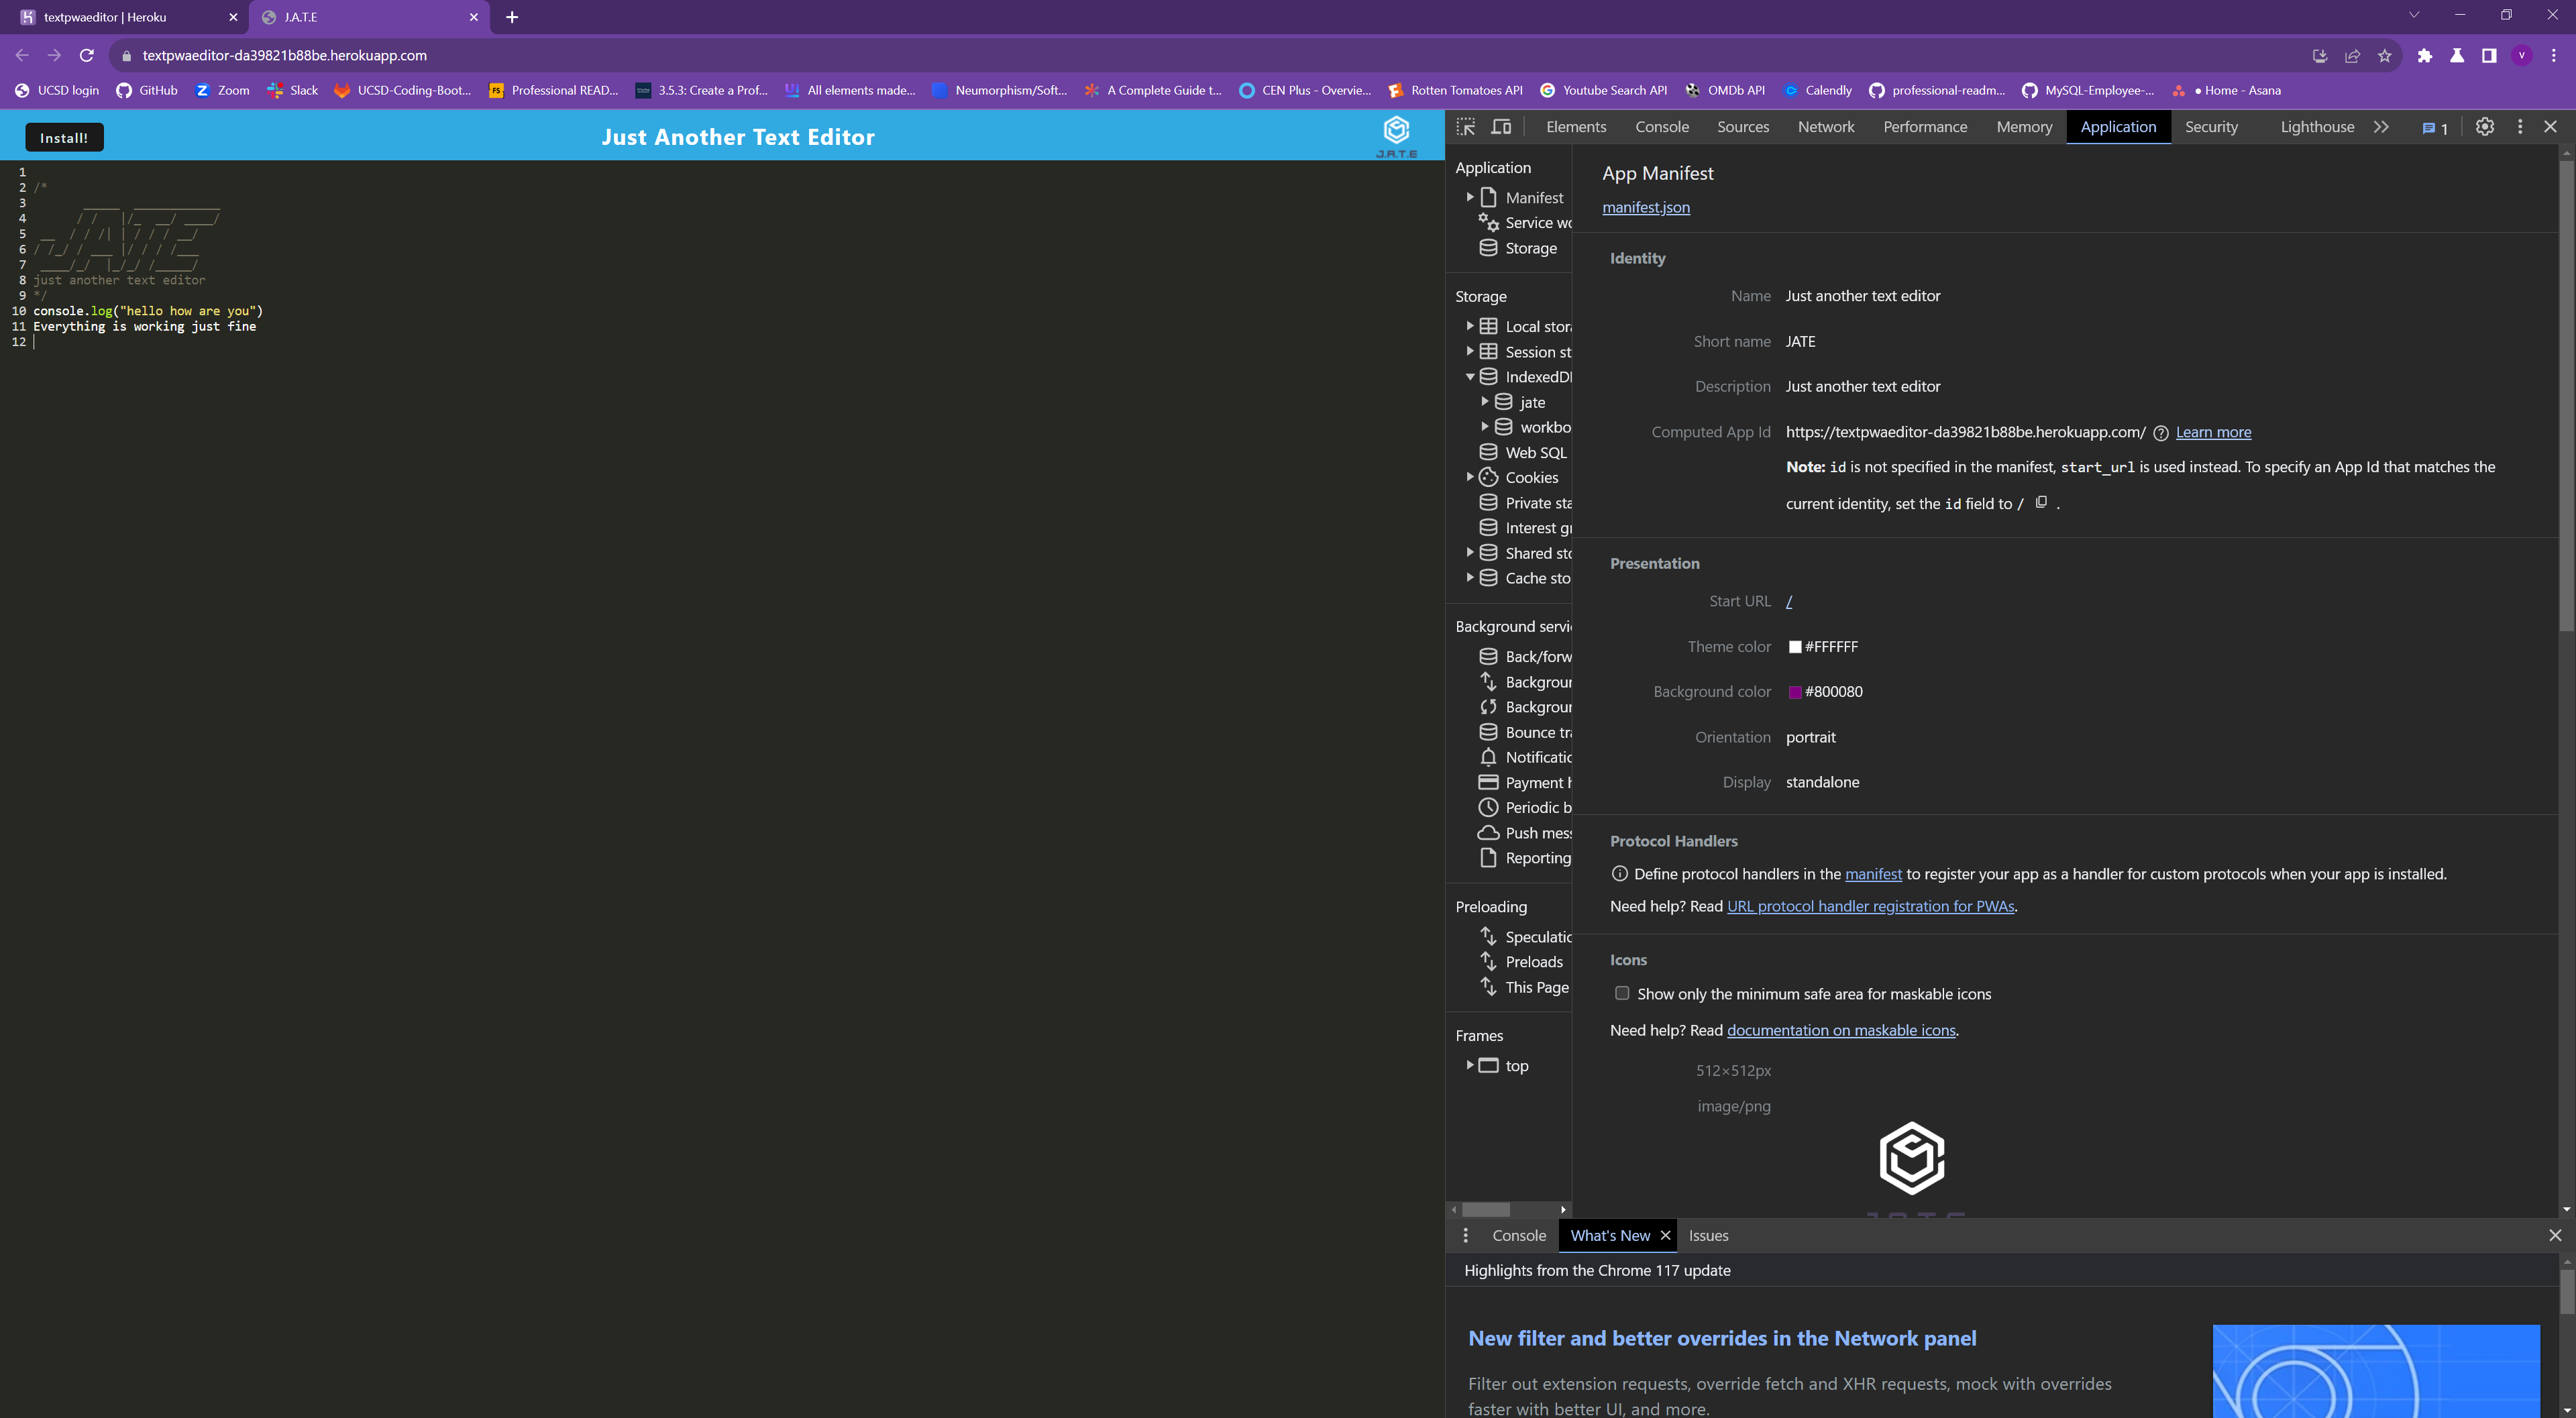 textpwaeditor | Heroku
J.A.T.E
textpwaeditor-da39821b88be.herokuapp.com
V
UCSD login GitHub Zoom Slack UCSD-Coding-Boot... Professional READ... 3.5.3: Create a Prof... All elements made... Neumorphism/Soft... A Complete Guide t... CEN Plus - Overvie... Rotten Tomatoes API Youtube Search API OMDb API Calendly professional-readm... MySQL-Employee-... • Home - Asana
Install!
Just Another Text Editor
J.A.T.E
1
2 /*
3
4
5
6
7
8 just another text editor
9 */
10 console.log("hello how are you")
11 Everything is working just fine
12
Elements Console Sources Network Performance Memory Application Security Lighthouse 1
Application
Manifest
Service wo
Storage
Storage
Local stora
Session st
IndexedDB
jate
workbo
Web SQL
Cookies
Private sta
Interest gr
Shared sto
Cache sto
Background servi
Back/forw
Backgroun
Backgroun
Bounce tra
Notificatio
Payment h
Periodic b
Push mess
Reporting
Preloading
Speculatio
Preloads
This Page
Frames
top
App Manifest
manifest.json
Identity
Name Just another text editor
Short name JATE
Description Just another text editor
Computed App Id https://textpwaeditor-da39821b88be.herokuapp.com/ Learn more
Note: id is not specified in the manifest, start_url is used instead. To specify an App Id that matches the
current identity, set the id field to / .
Presentation
Start URL /
Theme color #FFFFFF
Background color #800080
Orientation portrait
Display standalone
Protocol Handlers
Define protocol handlers in the manifest to register your app as a handler for custom protocols when your app is installed.
Need help? Read URL protocol handler registration for PWAs.
Icons
Show only the minimum safe area for maskable icons
Need help? Read documentation on maskable icons.
512×512px
image/png
Console What's New Issues
Highlights from the Chrome 117 update
New filter and better overrides in the Network panel
Filter out extension requests, override fetch and XHR requests, mock with overrides
faster with better UI, and more.